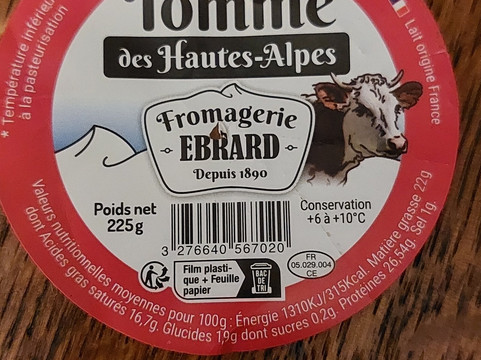 Tomme
des Hautes-Alpes
* Température inférieure
à la pasteurisation
Lait origine France
Fromagerie
EBRARD
Depuis 1890
Poids net
225g
Conservation
+6 à +10°C
3 276640 567020
Film plasti-
que + Feuille
papier
BAC
DE
TRI
FR
05.029.004
CE
Valeurs nutritionnelles moyennes pour 100g : Énergie 1310KJ/315Kcal. Matière grasse 22g
dont Acides gras saturés 16,7g. Glucides 1,9g dont sucres 0,2g. Protéines 25,54g. Sel 1g.